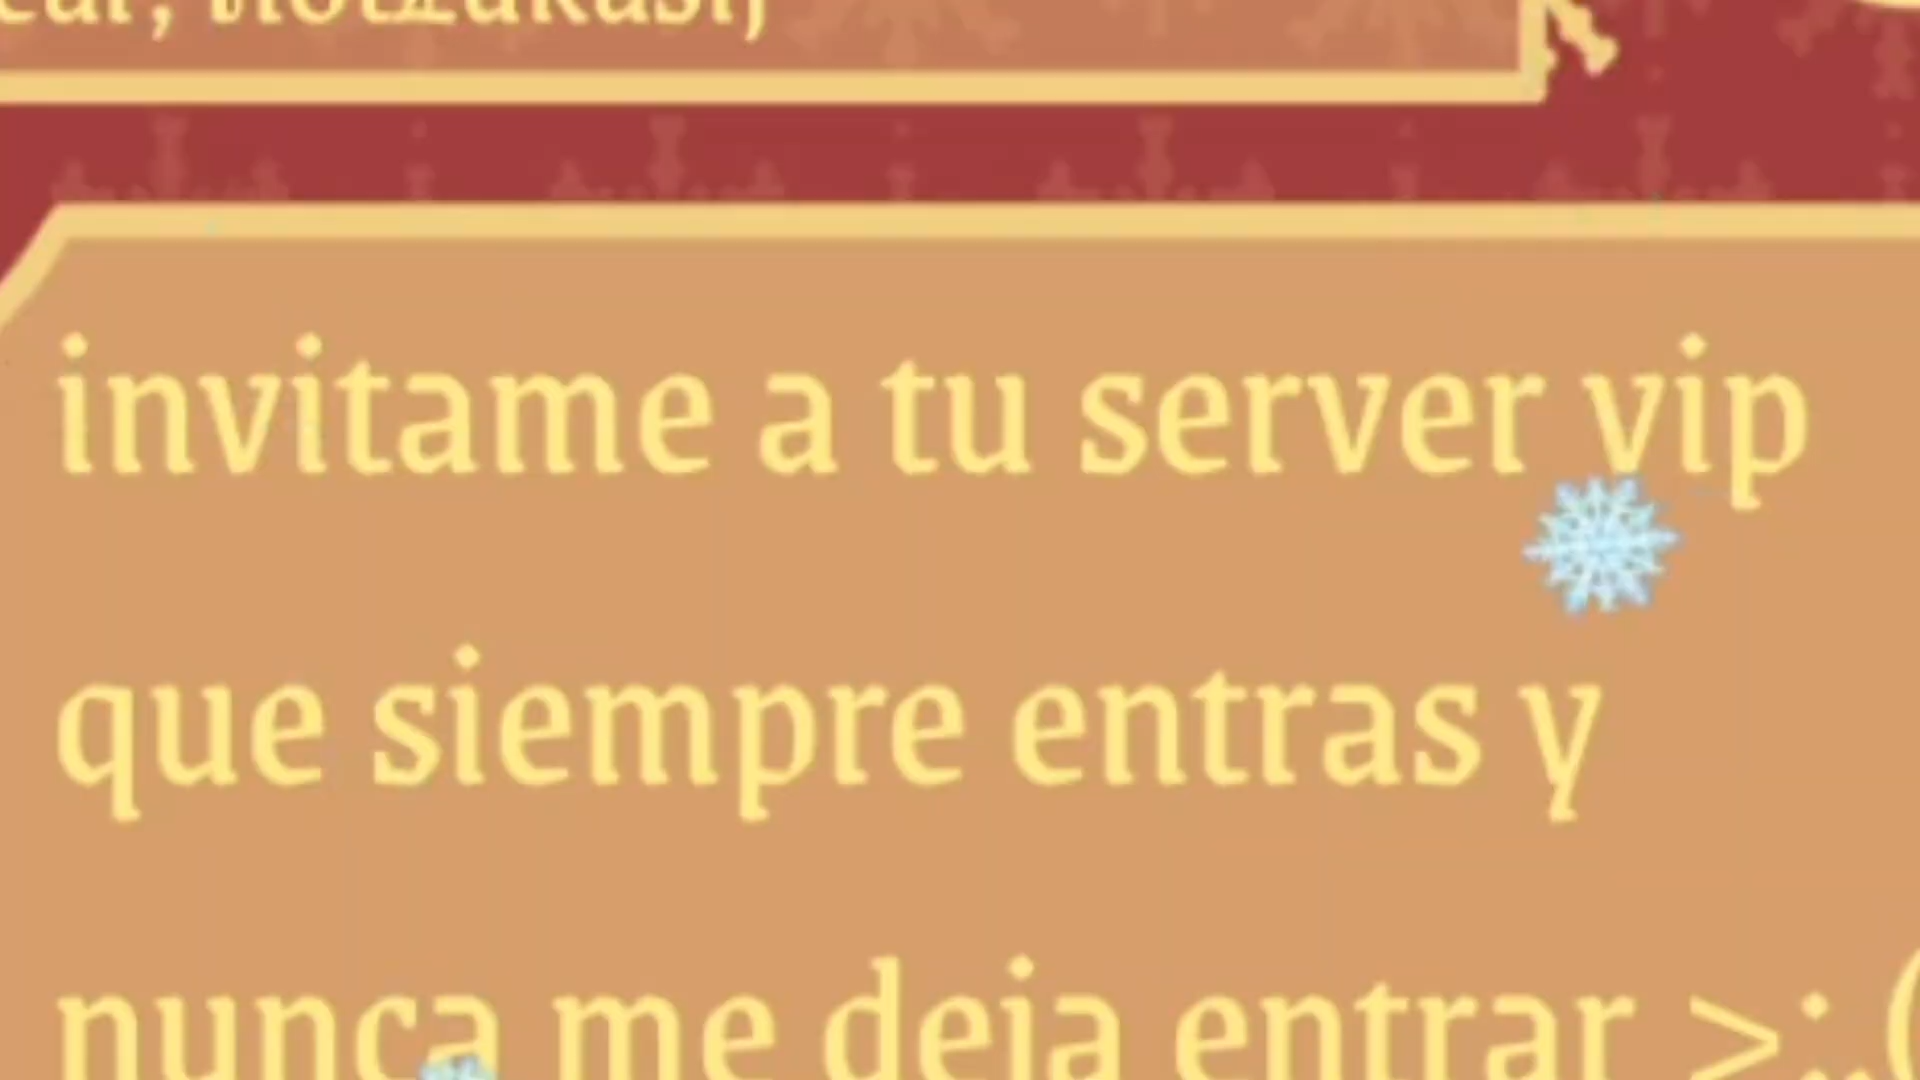 invitame a tu server vip
que siempre entras y
nunca me deja entrar >:.(